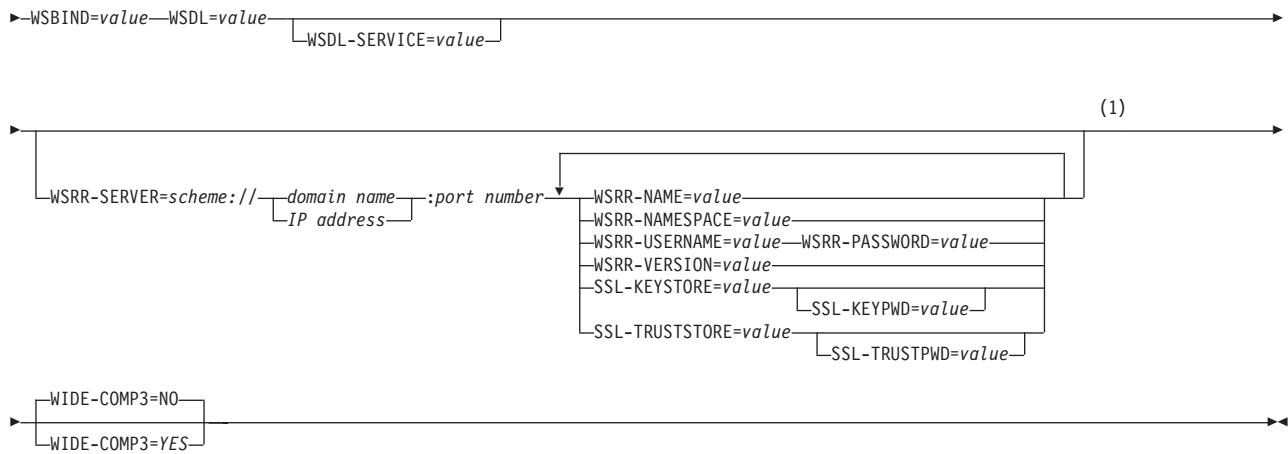 WSBIND=value WSDL=value
WSDL-SERVICE=value
(1)
WSRR-SERVER=scheme:// domain name :port number WSRR-NAME=value
IP address WSRR-NAMESPACE=value
WSRR-USERNAME=value WSRR-PASSWORD=value
WSRR-VERSION=value
SSL-KEYSTORE=value
SSL-KEYPWD=value
SSL-TRUSTSTORE=value
SSL-TRUSTPWD=value
WIDE-COMP3=NO
WIDE-COMP3=YES